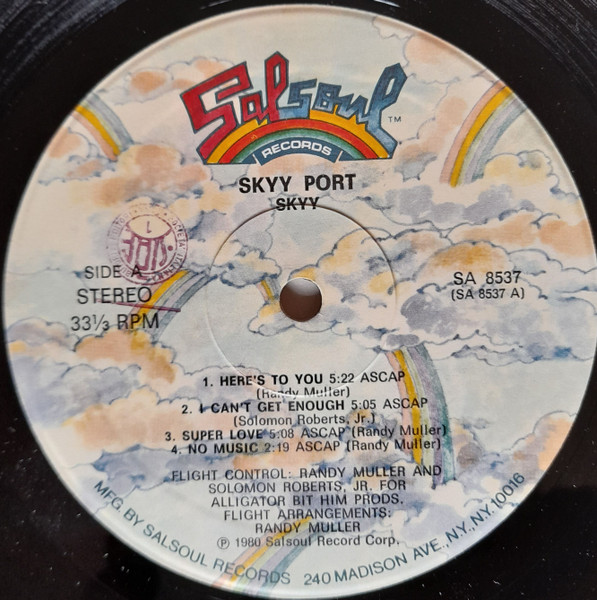 Salsoul™
RECORDS
SKYY PORT
SKYY
SIDE A
STEREO
33⅓ RPM
SA 8537
(SA 8537 A)
1. HERE'S TO YOU 5:22 ASCAP
(Randy Muller)
2. I CAN'T GET ENOUGH 5:05 ASCAP
(Solomon Roberts, Jr.)
3. SUPER LOVE 5:08 ASCAP (Randy Muller)
4. NO MUSIC 2:19 ASCAP (Randy Muller)
FLIGHT CONTROL: RANDY MULLER AND
SOLOMON ROBERTS, JR. FOR
ALLIGATOR BIT HIM PRODS.
FLIGHT ARRANGEMENTS:
RANDY MULLER
℗ 1980 Salsoul Record Corp.
MFG. BY SALSOUL RECORDS 240 MADISON AVE., NY, NY. 10016